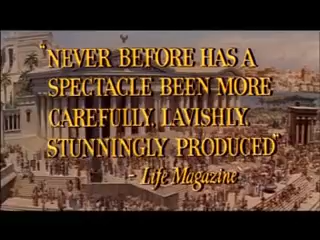 "NEVER BEFORE HAS A
SPECTACLE BEEN MORE
CAREFULLY, LAVISHLY,
STUNNINGLY PRODUCED"
- Life Magazine